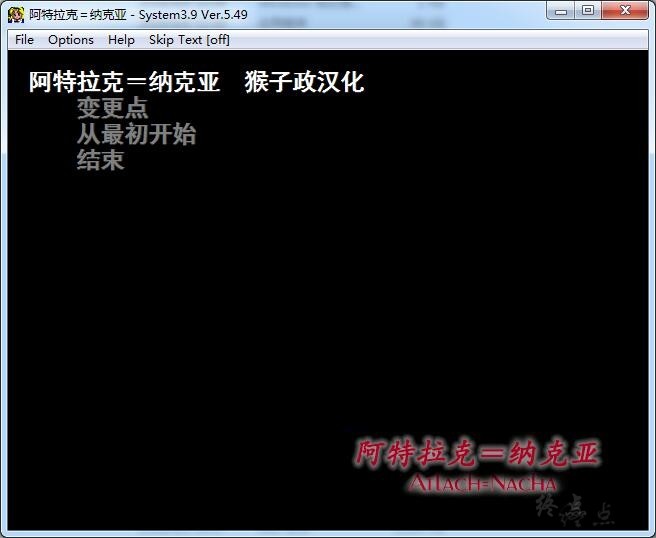 阿特拉克＝纳克亚 - System3.9 Ver.5.49
File Options Help Skip Text [off]
阿特拉克＝纳克亚　猴子政汉化
变更点
从最初开始
结束
阿特拉克＝纳克亚
ATLACH=NACHA